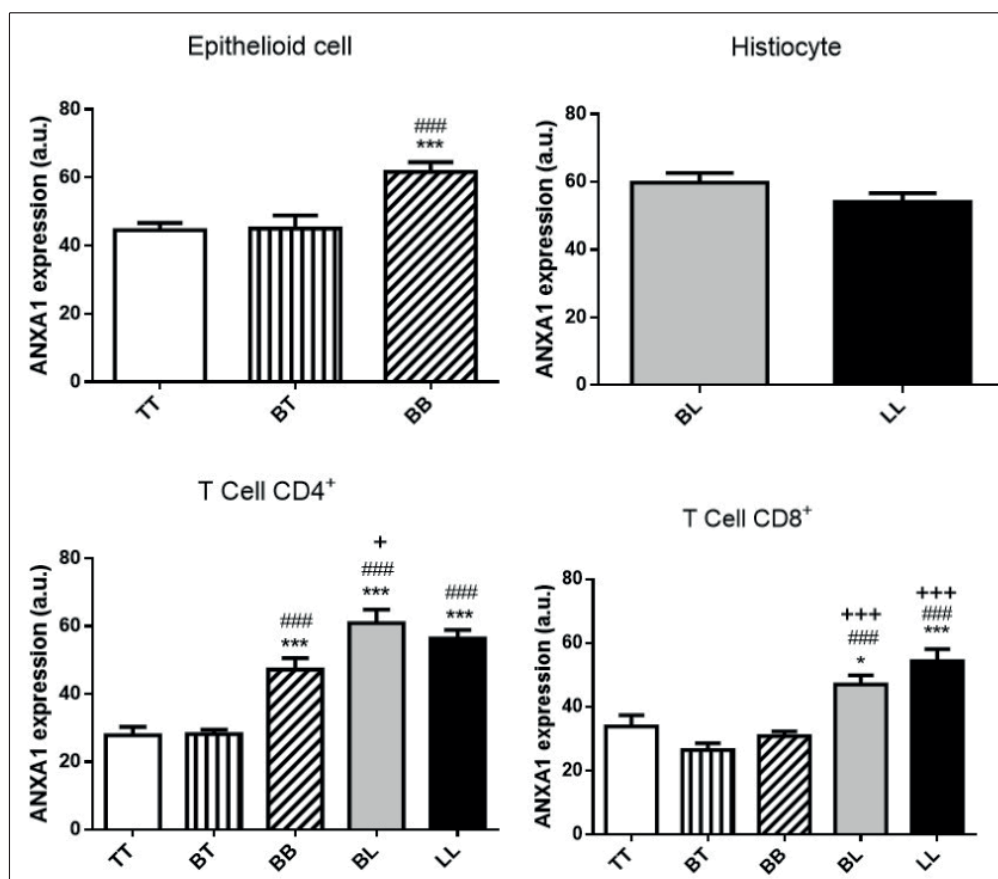 Epithelioid cell
ANXA1 expression (a.u.)
80
60
40
20
0
###
***
TT
BT
BB
Histiocyte
ANXA1 expression (a.u.)
80
60
40
20
0
BL
LL
T Cell CD4⁺
ANXA1 expression (a.u.)
80
60
40
20
0
###
***
+
###
***
###
***
TT
BT
BB
BL
LL
T Cell CD8⁺
ANXA1 expression (a.u.)
80
60
40
20
0
+++
###
*
+++
###
***
TT
BT
BB
BL
LL